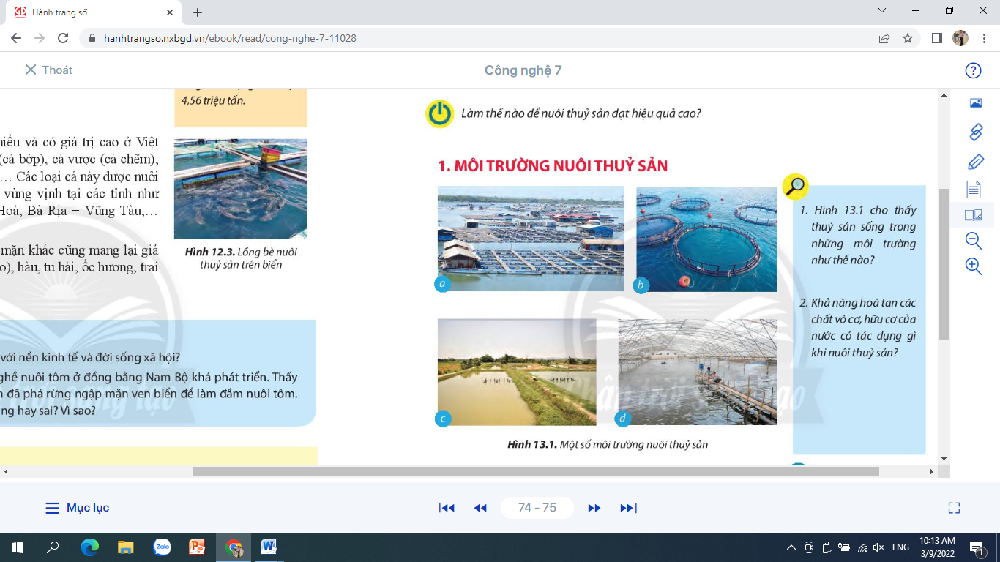 Hành trang số
hanhtrangso.nxbgd.vn/ebook/read/cong-nghe-7-11028
Thoát
Công nghệ 7
4,56 triệu tấn.
hiều và có giá trị cao ở Việt
(cá bớp), cá vược (cá chẽm),
… Các loại cá này được nuôi
vùng vịnh tại các tỉnh như
Hoà, Bà Rịa – Vũng Tàu,…
mặn khác cũng mang lại giá
o), hàu, tu hài, ốc hương, trai
Hình 12.3. Lồng bè nuôi
thuỷ sản trên biển
với nền kinh tế và đời sống xã hội?
ghề nuôi tôm ở đồng bằng Nam Bộ khá phát triển. Thấy
n đã phá rừng ngập mặn ven biển để làm đầm nuôi tôm.
ng hay sai? Vì sao?
Làm thế nào để nuôi thuỷ sản đạt hiệu quả cao?
1. MÔI TRƯỜNG NUÔI THUỶ SẢN
a
b
c
d
Hình 13.1. Một số môi trường nuôi thuỷ sản
1. Hình 13.1 cho thấy
thuỷ sản sống trong
những môi trường
như thế nào?
2. Khả năng hoà tan các
chất vô cơ, hữu cơ của
nước có tác dụng gì
khi nuôi thuỷ sản?
Mục lục
74 - 75
Zalo
ENG
10:13 AM
3/9/2022
1